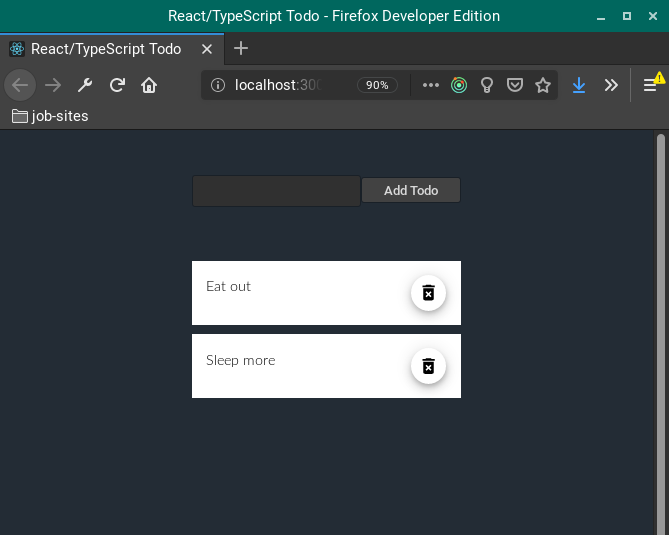 React/TypeScript Todo - Firefox Developer Edition
React/TypeScript Todo
localhost:300
90%
job-sites
Add Todo
Eat out
Sleep more